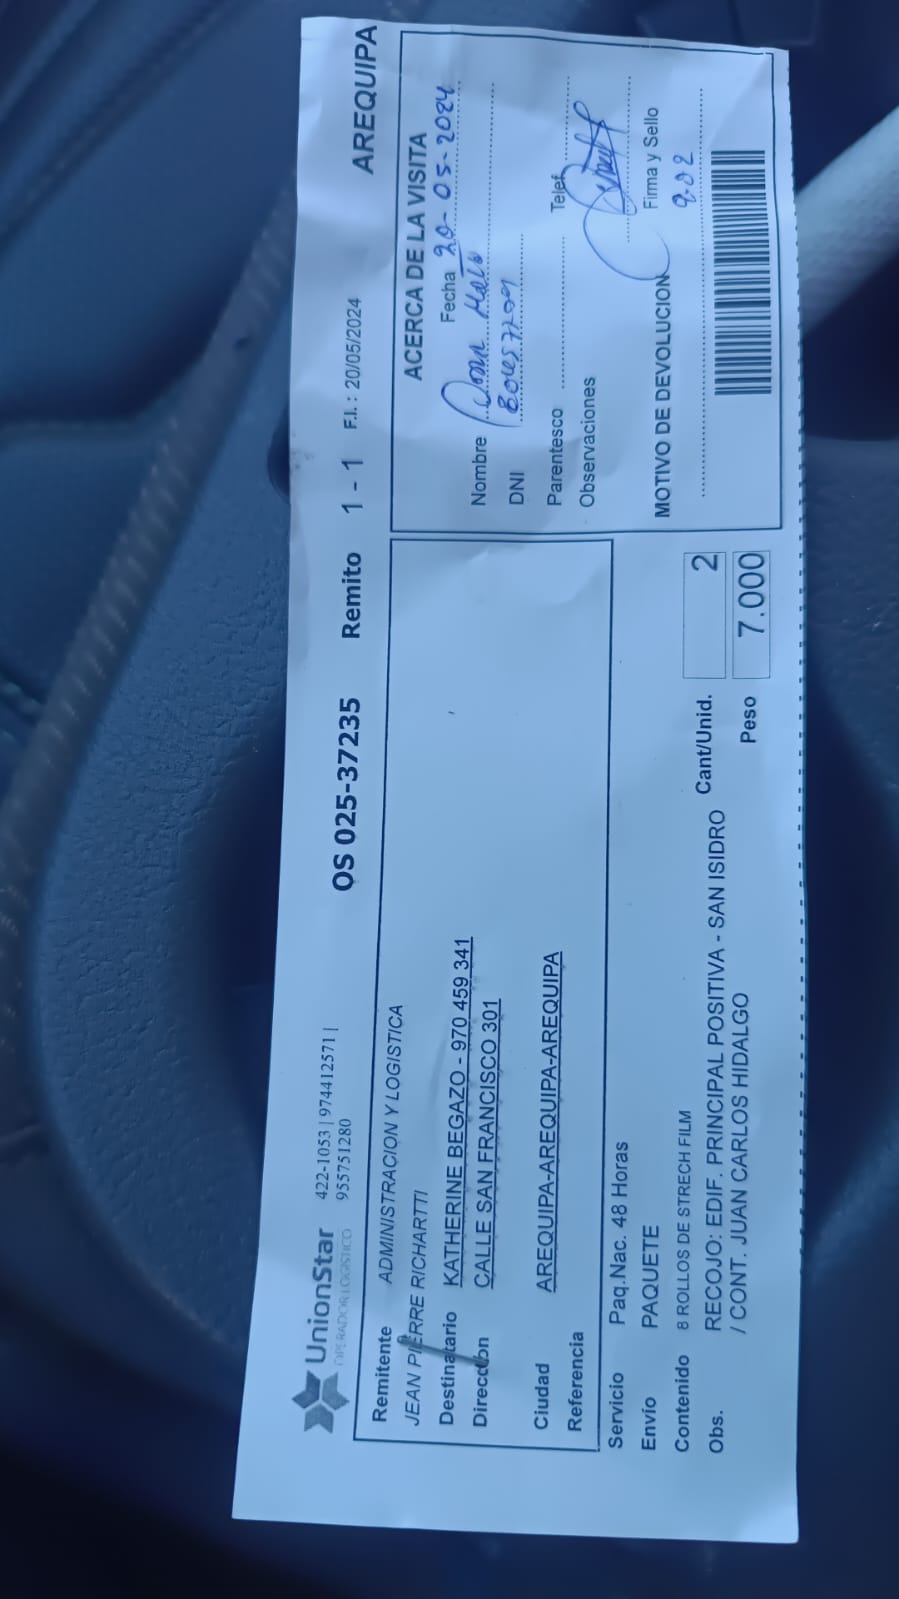 UnionStar
OPERADOR LOGISTICO
422-1053 | 974412571 |
955751280
OS 025-37235 Remito 1 - 1 F.I. : 20/05/2024 AREQUIPA
Remitente ADMINISTRACION Y LOGISTICA
JEAN PIERRE RICHARTTI
Destinatario KATHERINE BEGAZO - 970 459 341
Direccion CALLE SAN FRANCISCO 301
Ciudad AREQUIPA-AREQUIPA-AREQUIPA
Referencia
Servicio Paq.Nac. 48 Horas
Envío PAQUETE
Contenido 8 ROLLOS DE STRECH FILM
Obs. RECOJO: EDIF. PRINCIPAL POSITIVA - SAN ISIDRO
/ CONT. JUAN CARLOS HIDALGO
Cant/Unid. 2
Peso 7.000
ACERCA DE LA VISITA
Fecha 20-05-2024
Nombre
DNI
Parentesco Telef.
Observaciones
Firma y Sello
MOTIVO DE DEVOLUCION